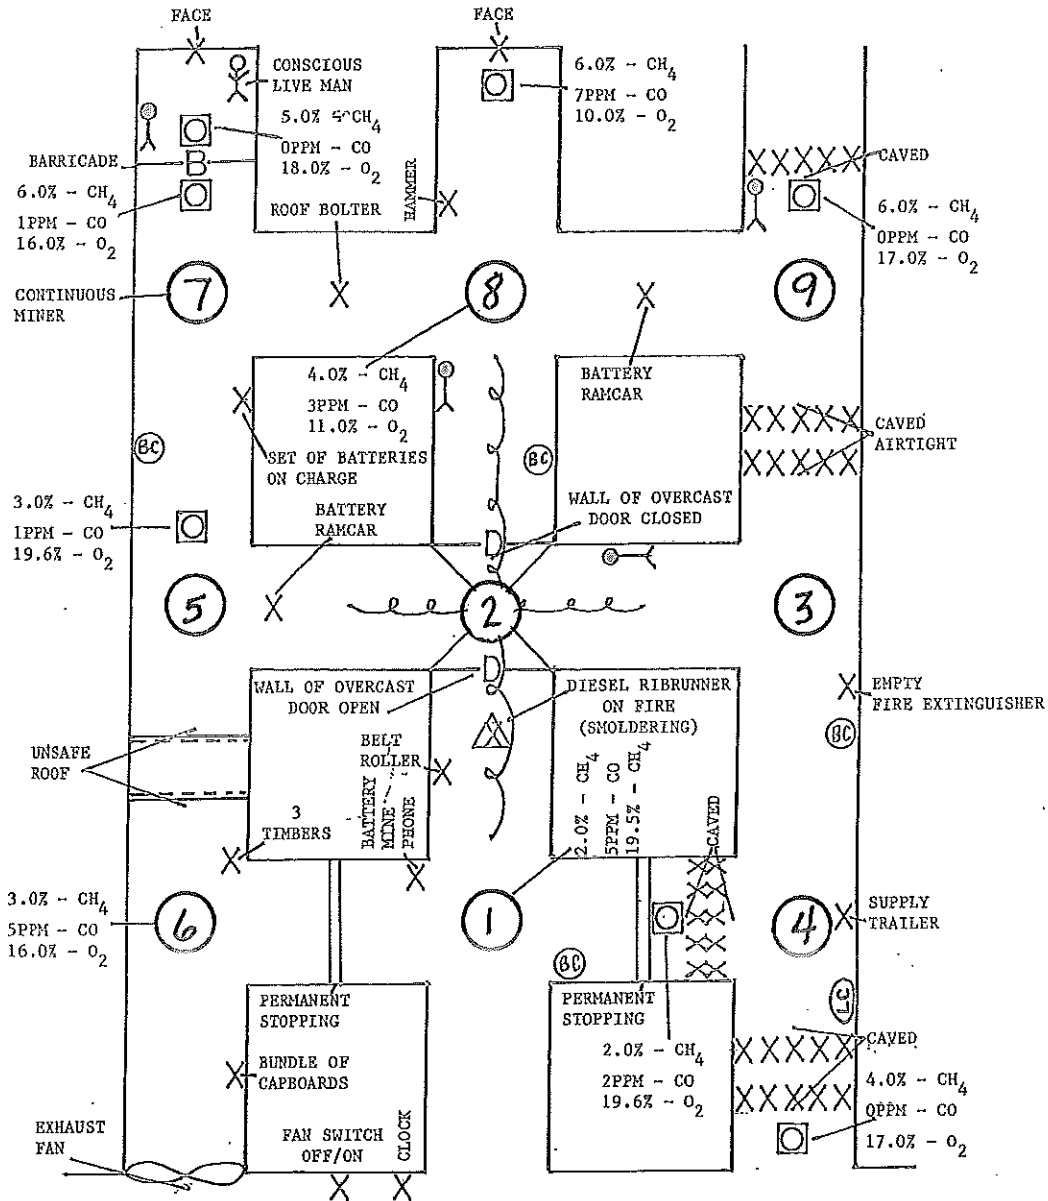 FACE
FACE
CONSCIOUS
LIVE MAN
5.0% CH4
0PPM - CO
18.0% - O2
6.0% - CH4
7PPM - CO
10.0% - O2
BARRICADE
B
6.0% - CH4
1PPM - CO
16.0% - O2
ROOF BOLTER
HAMMER
CAVED
6.0% - CH4
0PPM - CO
17.0% - O2
7
8
9
CONTINUOUS
MINER
4.0% - CH4
3PPM - CO
11.0% - O2
BATTERY
RAMCAR
SET OF BATTERIES
ON CHARGE
BC
BC
CAVED
AIRTIGHT
3.0% - CH4
1PPM - CO
19.6% - O2
BATTERY
RAMCAR
WALL OF OVERCAST
DOOR CLOSED
D
5
2
3
D
WALL OF OVERCAST
DOOR OPEN
DIESEL RIBRUNNER
ON FIRE
(SMOLDERING)
EMPTY
FIRE EXTINGUISHER
BC
UNSAFE
ROOF
BELT
ROLLER
BATTERY
MINE
PHONE
2.0% - CH4
5PPM - CO
19.5% - CH4
CAVED
3
TIMBERS
3.0% - CH4
5PPM - CO
16.0% - O2
6
1
4
SUPPLY
TRAILER
BC
LC
PERMANENT
STOPPING
PERMANENT
STOPPING
BUNDLE OF
CAPBOARDS
2.0% - CH4
2PPM - CO
19.6% - O2
CAVED
4.0% - CH4
0PPM - CO
17.0% - O2
EXHAUST
FAN
FAN SWITCH
OFF/ON
CLOCK